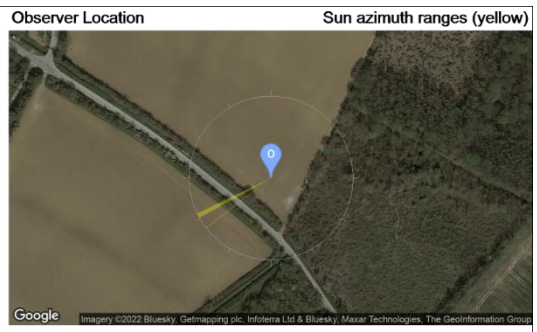 Observer Location
Sun azimuth ranges (yellow)
O
Google
Imagery ©2022 Bluesky, Getmapping plc, Infoterra Ltd & Bluesky, Maxar Technologies, The GeoInformation Group